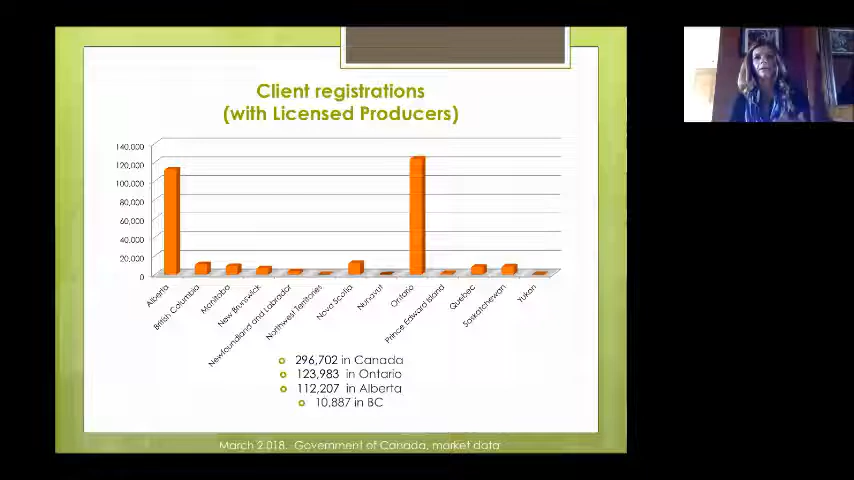 Client registrations
(with Licensed Producers)
140,000
120,000
100,000
80,000
60,000
40,000
20,000
0
Alberta
British Columbia
Manitoba
New Brunswick
Newfoundland and Labrador
Northwest Territories
Nova Scotia
Nunavut
Ontario
Prince Edward Island
Quebec
Saskatchewan
Yukon
296,702 in Canada
123,983 in Ontario
112,207 in Alberta
10,887 in BC
March 2018. Government of Canada, market data